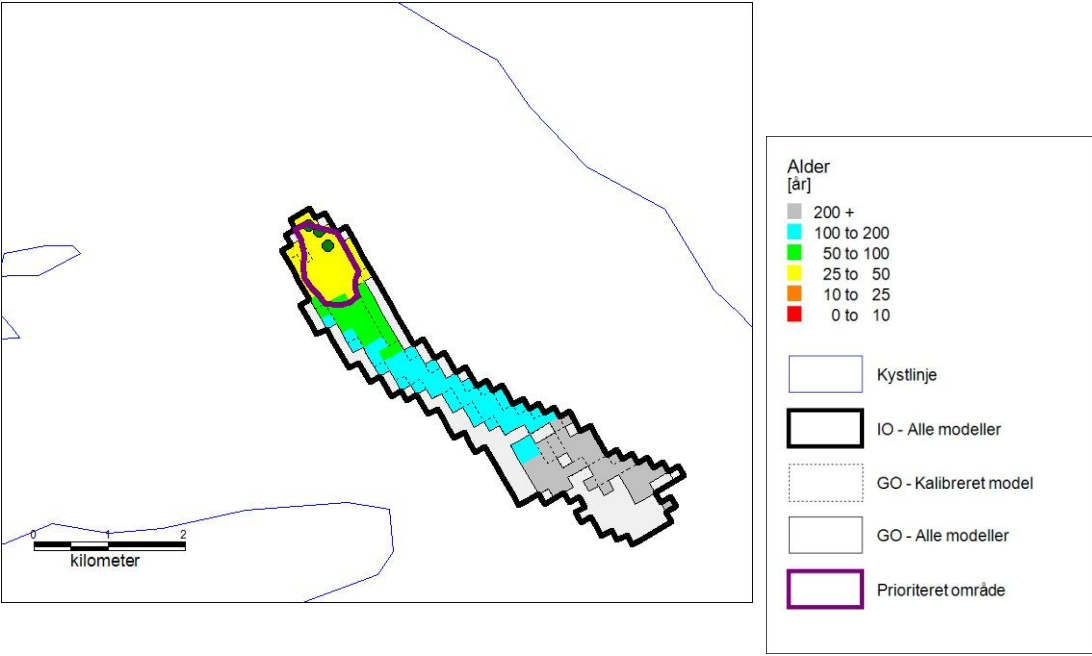 0 1 2
kilometer
Alder
[år]
200 +
100 to 200
50 to 100
25 to 50
10 to 25
0 to 10
Kystlinje
IO - Alle modeller
GO - Kalibreret model
GO - Alle modeller
Prioriteret område